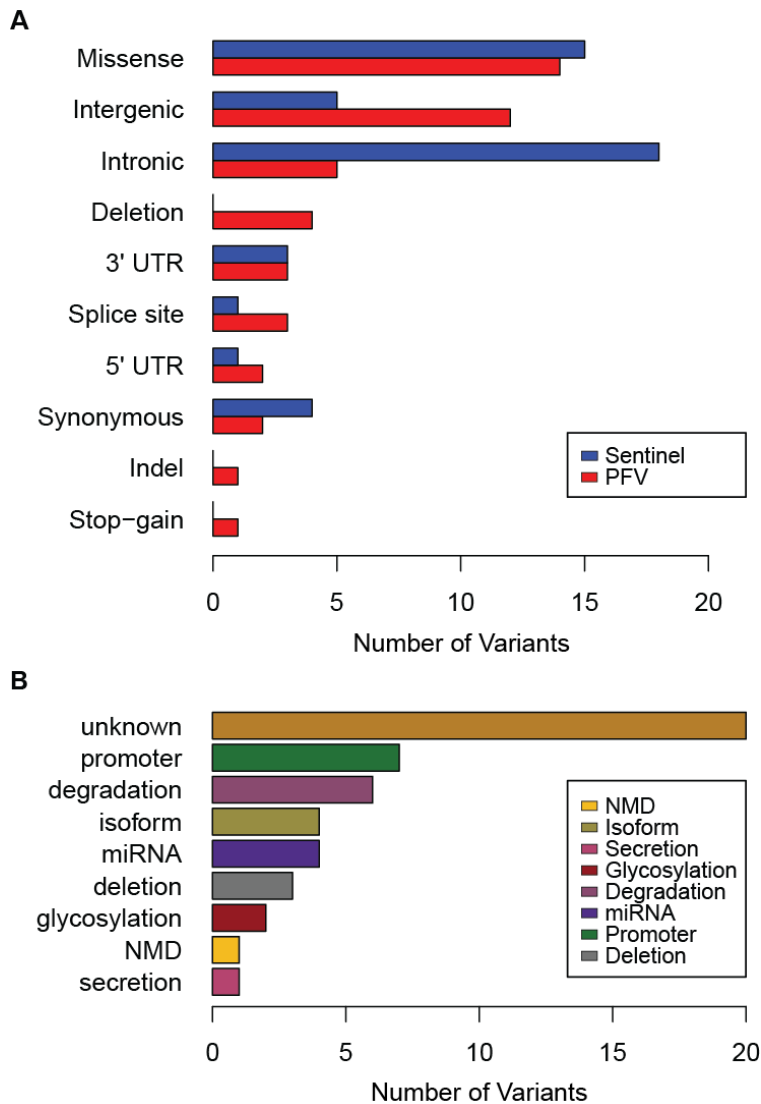 A
Missense
Intergenic
Intronic
Deletion
3' UTR
Splice site
5' UTR
Synonymous
Indel
Stop−gain
Sentinel
PFV
0 5 10 15 20
Number of Variants
B
unknown
promoter
degradation
isoform
miRNA
deletion
glycosylation
NMD
secretion
NMD
Isoform
Secretion
Glycosylation
Degradation
miRNA
Promoter
Deletion
0 5 10 15 20
Number of Variants